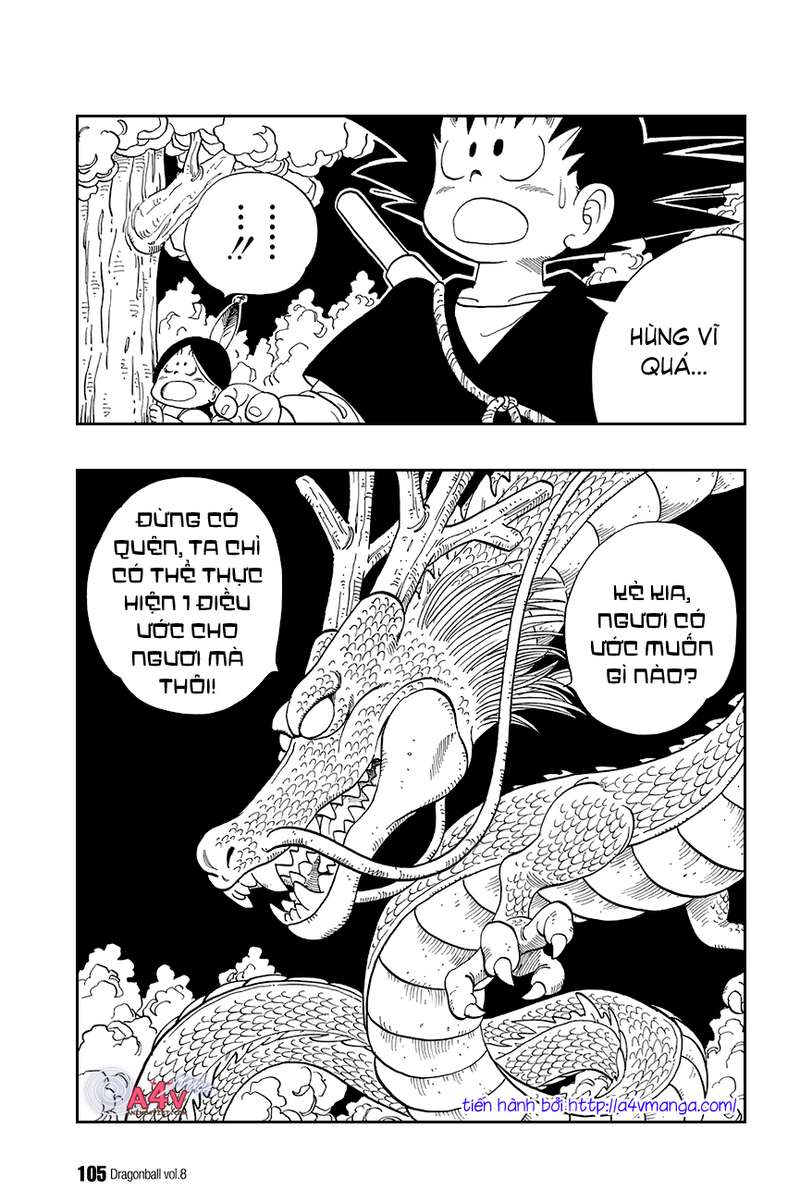 ......
!!
HÙNG VĨ
QUÁ...
KẺ KIA,
NGƯƠI CÓ
ƯỚC MUỐN
GÌ NÀO?
ĐỪNG CÓ
QUÊN, TA CHỈ
CÓ THỂ THỰC
HIỆN 1 ĐIỀU
ƯỚC CHO
NGƯƠI MÀ
THÔI!
A4V
tiến hành bởi http://a4vmanga.com/
105 Dragonball vol.8